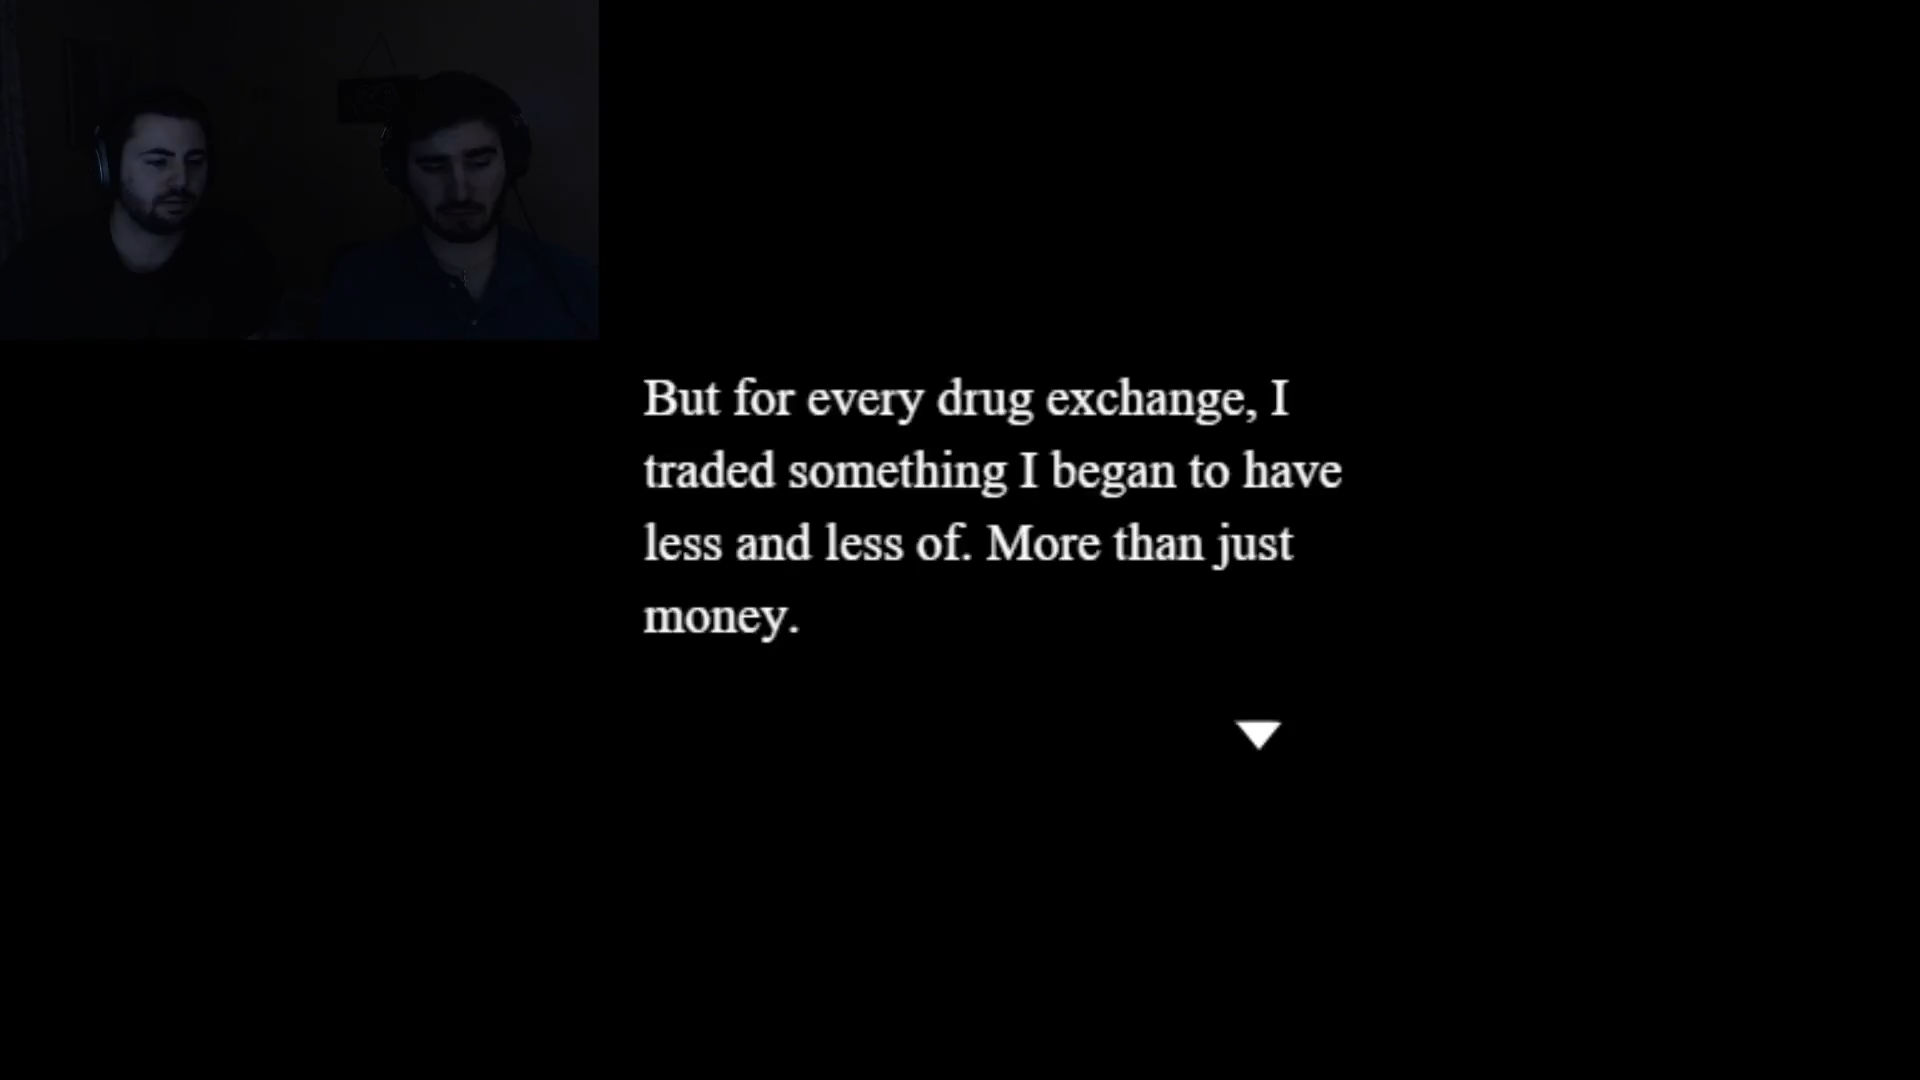 But for every drug exchange, I
traded something I began to have
less and less of. More than just
money.